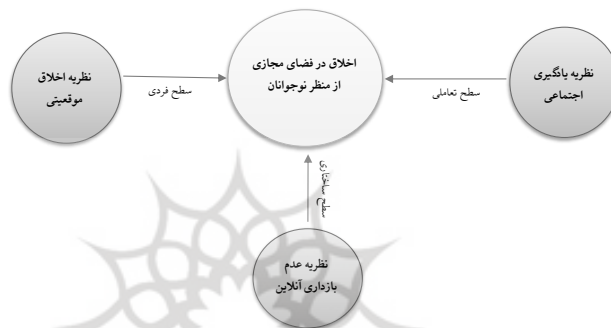 اخلاق در فضای مجازی
از منظر نوجوانان
نظریه یادگیری
اجتماعی
سطح تعاملی
نظریه اخلاق
موقعیتی
سطح فردی
سطح ساختاری
نظریه عدم
بازداری آنلاین